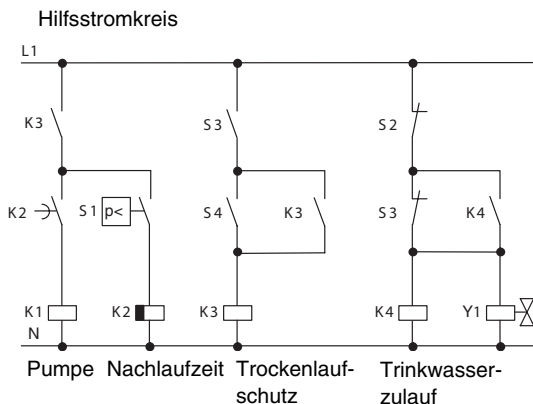 Hilfsstromkreis
L1
K3 S3 S2
K2 S1 p< S4 K3 S3 K4
K1 K2 K3 K4 Y1
N
Pumpe Nachlaufzeit Trockenlauf- Trinkwasser-
schutz zulauf